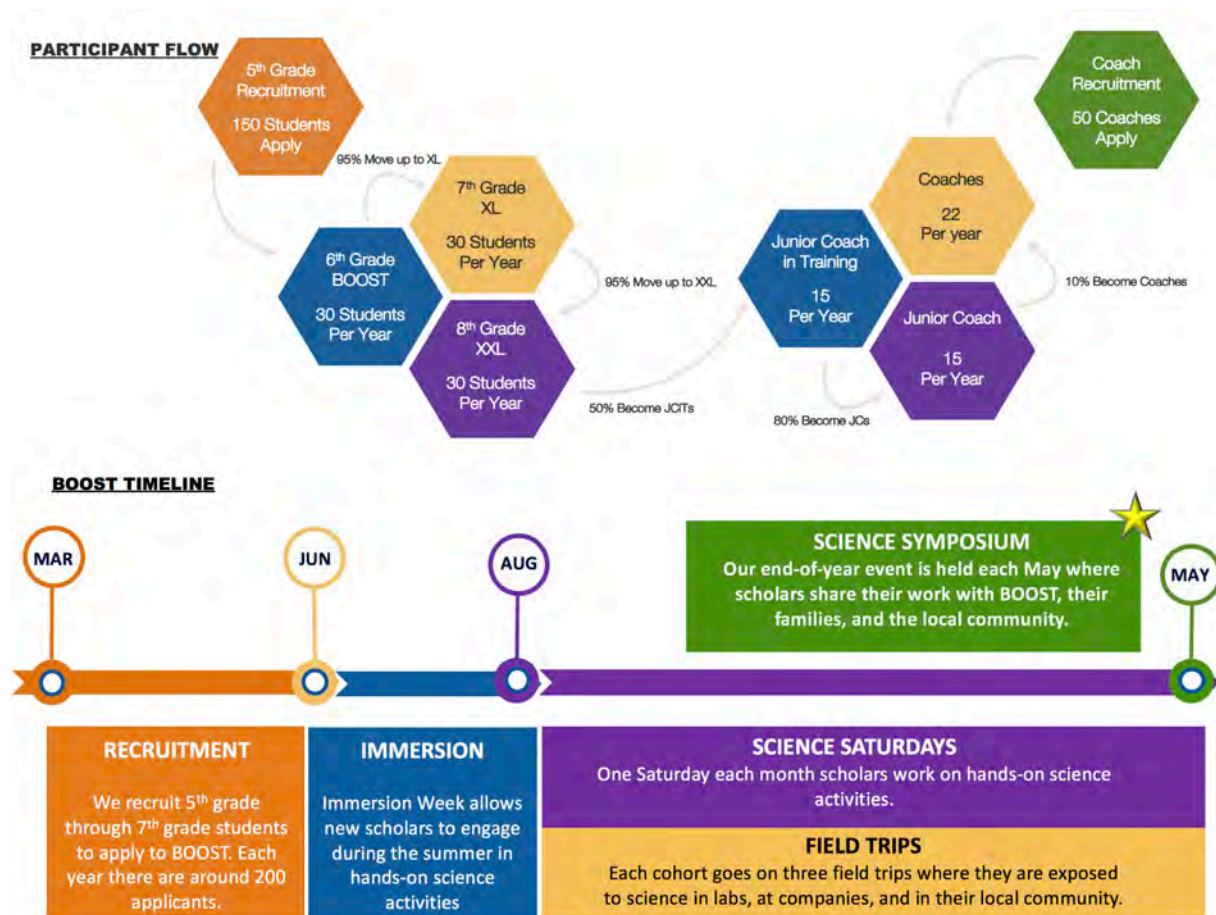 PARTICIPANT FLOW
5th Grade
Recruitment
150 Students
Apply
95% Move up to XL
7th Grade
XL
30 Students
Per Year
6th Grade
BOOST
30 Students
Per Year
95% Move up to XXL
8th Grade
XXL
30 Students
Per Year
50% Become JCITs
Junior Coach
in Training
15
Per Year
80% Become JCs
Junior Coach
15
Per Year
10% Become Coaches
Coaches
22
Per year
Coach
Recruitment
50 Coaches
Apply
BOOST TIMELINE
MAR
JUN
AUG
SCIENCE SYMPOSIUM
Our end-of-year event is held each May where
scholars share their work with BOOST, their
families, and the local community.
MAY
RECRUITMENT
We recruit 5th grade
through 7th grade students
to apply to BOOST. Each
year there are around 200
applicants.
IMMERSION
Immersion Week allows
new scholars to engage
during the summer in
hands-on science
activities
SCIENCE SATURDAYS
One Saturday each month scholars work on hands-on science
activities.
FIELD TRIPS
Each cohort goes on three field trips where they are exposed
to science in labs, at companies, and in their local community.